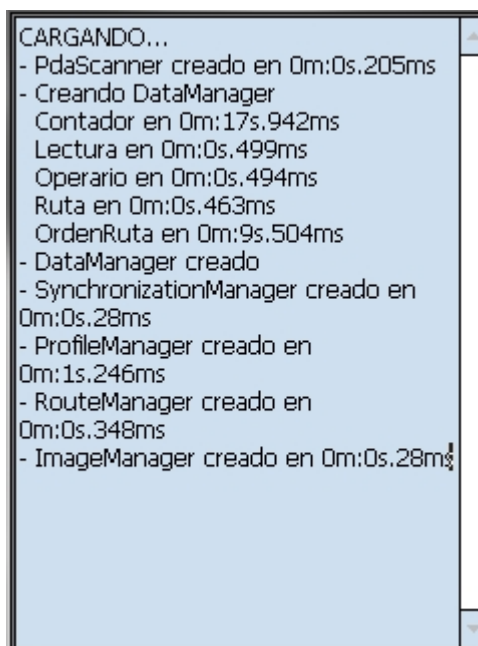 CARGANDO...
- PdaScanner creado en 0m:0s.205ms
- Creando DataManager
Contador en 0m:17s.942ms
Lectura en 0m:0s.499ms
Operario en 0m:0s.494ms
Ruta en 0m:0s.463ms
OrdenRuta en 0m:9s.504ms
- DataManager creado
- SynchronizationManager creado en
0m:0s.28ms
- ProfileManager creado en
0m:1s.246ms
- RouteManager creado en
0m:0s.348ms
- ImageManager creado en 0m:0s.28ms